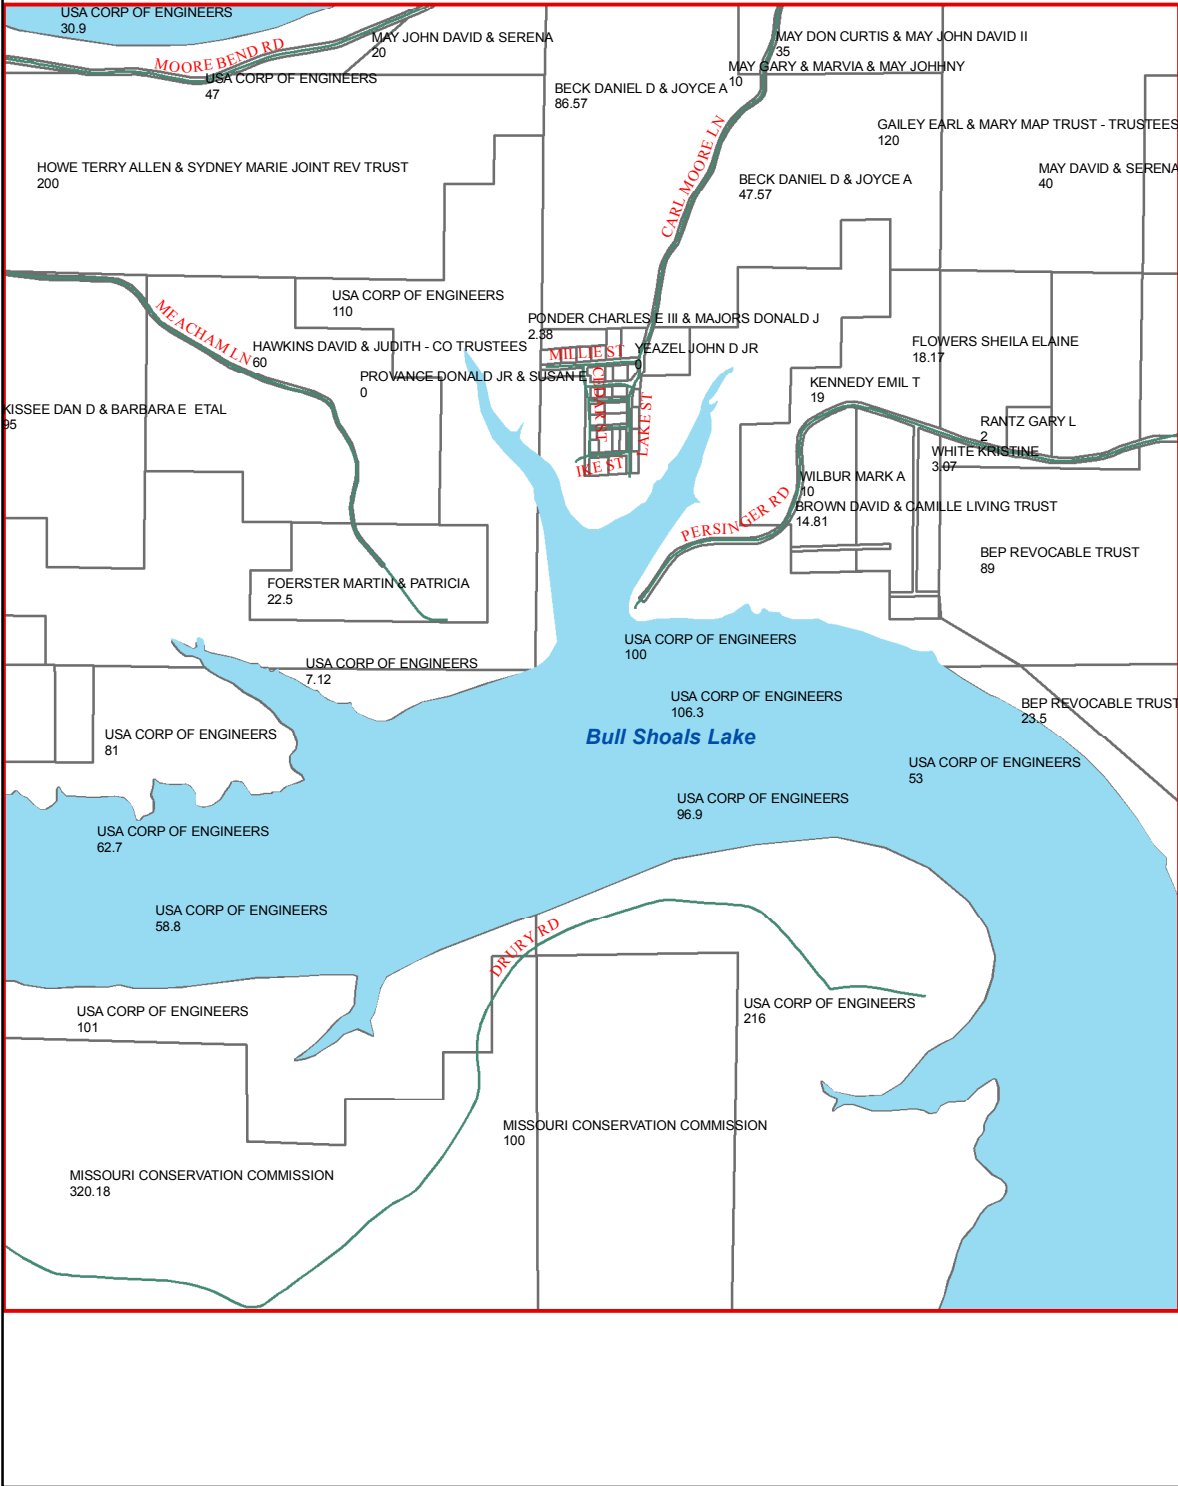 USA CORP OF ENGINEERS
30.9
MOORE BEND RD
MAY JOHN DAVID & SERENA
20
MAY DON CURTIS & MAY JOHN DAVID II
35
MAY GARY & MARVIA & MAY JOHHNY
10
USA CORP OF ENGINEERS
47
BECK DANIEL D & JOYCE A
86.57
GAILEY EARL & MARY MAP TRUST - TRUSTEES
120
HOWE TERRY ALLEN & SYDNEY MARIE JOINT REV TRUST
200
CARL MOORE LN
BECK DANIEL D & JOYCE A
47.57
MAY DAVID & SERENA
40
USA CORP OF ENGINEERS
110
MEACHAM LN
PONDER CHARLES E III & MAJORS DONALD J
2.38
HAWKINS DAVID & JUDITH - CO TRUSTEES
60
MILLIE ST
YEAZEL JOHN D JR
0
FLOWERS SHEILA ELAINE
18.17
PROVANCE DONALD JR & SUSAN E
0
CEDAR ST
LAKE ST
IKE ST
KENNEDY EMIL T
19
KISSEE DAN D & BARBARA E  ETAL
95
RANTZ GARY L
2
WHITE KRISTINE
3.07
WILBUR MARK A
10
PERSINGER RD
BROWN DAVID & CAMILLE LIVING TRUST
14.81
BEP REVOCABLE TRUST
89
FOERSTER MARTIN & PATRICIA
22.5
USA CORP OF ENGINEERS
100
USA CORP OF ENGINEERS
7.12
USA CORP OF ENGINEERS
106.3
BEP REVOCABLE TRUST
23.5
USA CORP OF ENGINEERS
81
Bull Shoals Lake
USA CORP OF ENGINEERS
53
USA CORP OF ENGINEERS
96.9
USA CORP OF ENGINEERS
62.7
USA CORP OF ENGINEERS
58.8
DRURY RD
USA CORP OF ENGINEERS
216
USA CORP OF ENGINEERS
101
MISSOURI CONSERVATION COMMISSION
100
MISSOURI CONSERVATION COMMISSION
320.18